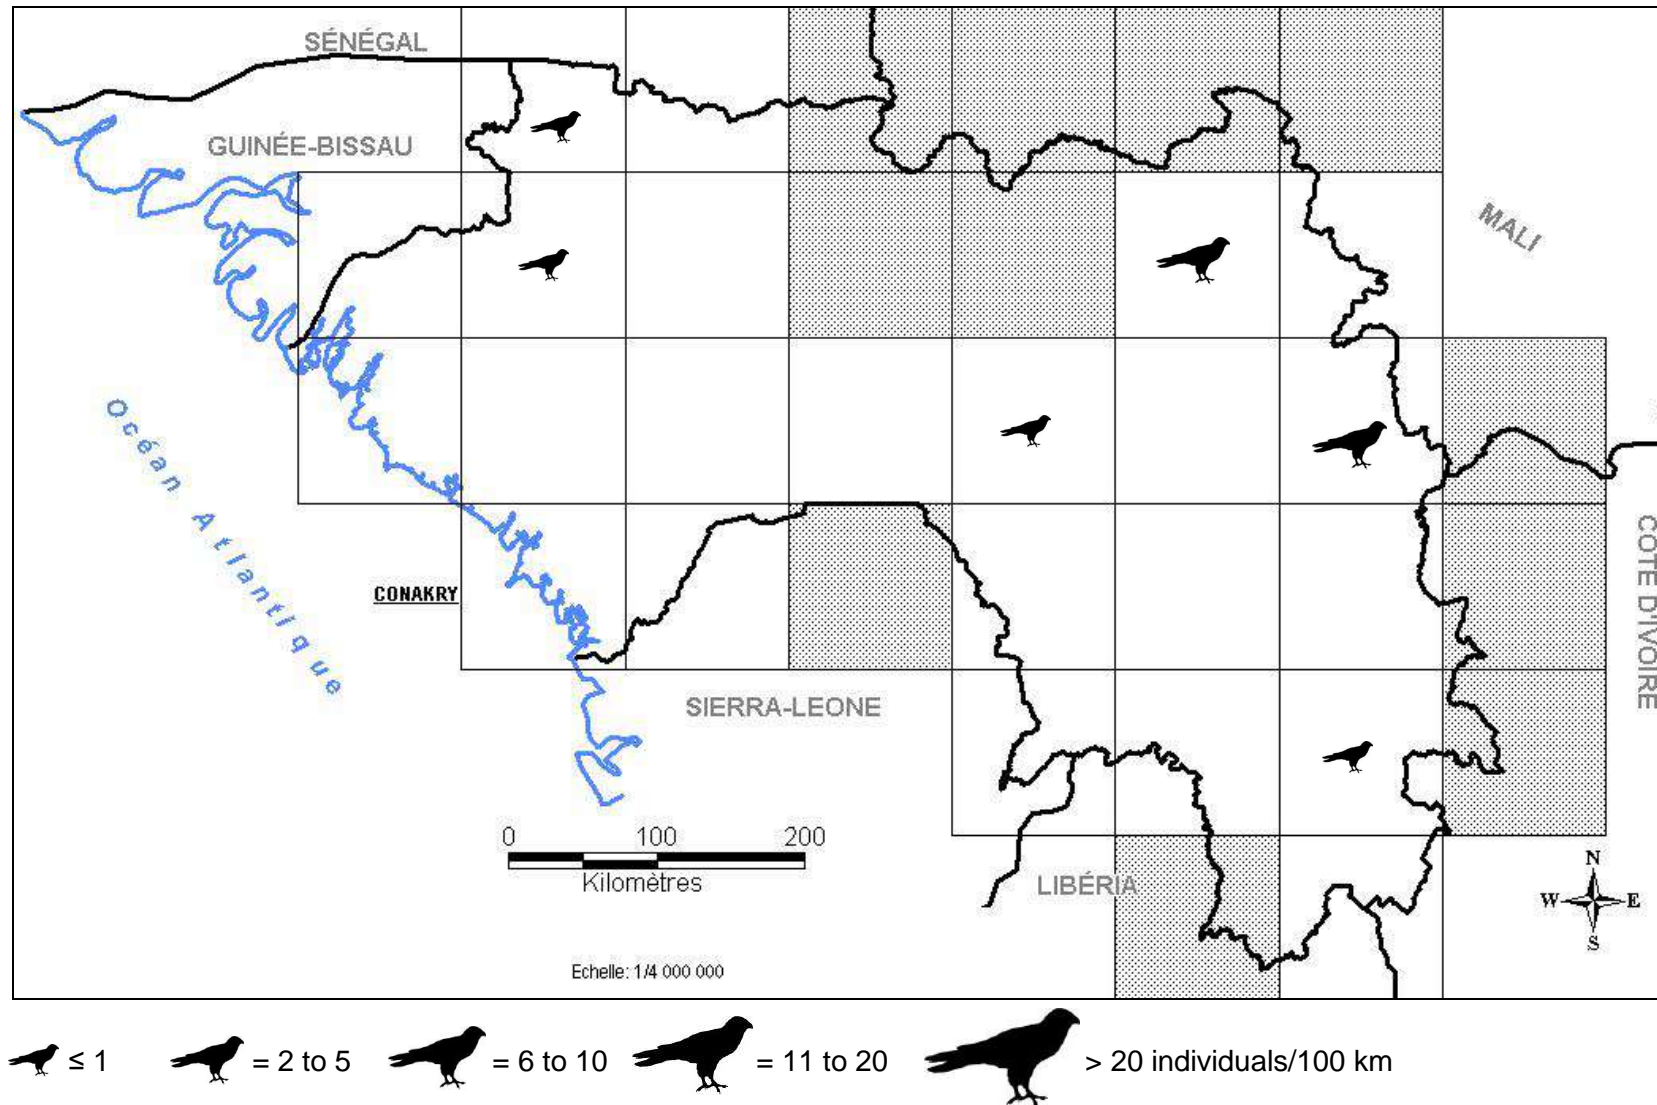 SÉNÉGAL
GUINÉE-BISSAU
MALI
Océan Atlantique
CONAKRY
COTE D'IVOIRE
SIERRA-LEONE
0 100 200
Kilomètres
LIBÉRIA
N
W E
S
Echelle: 1/4 000 000
≤ 1 = 2 to 5 = 6 to 10 = 11 to 20 > 20 individuals/100 km